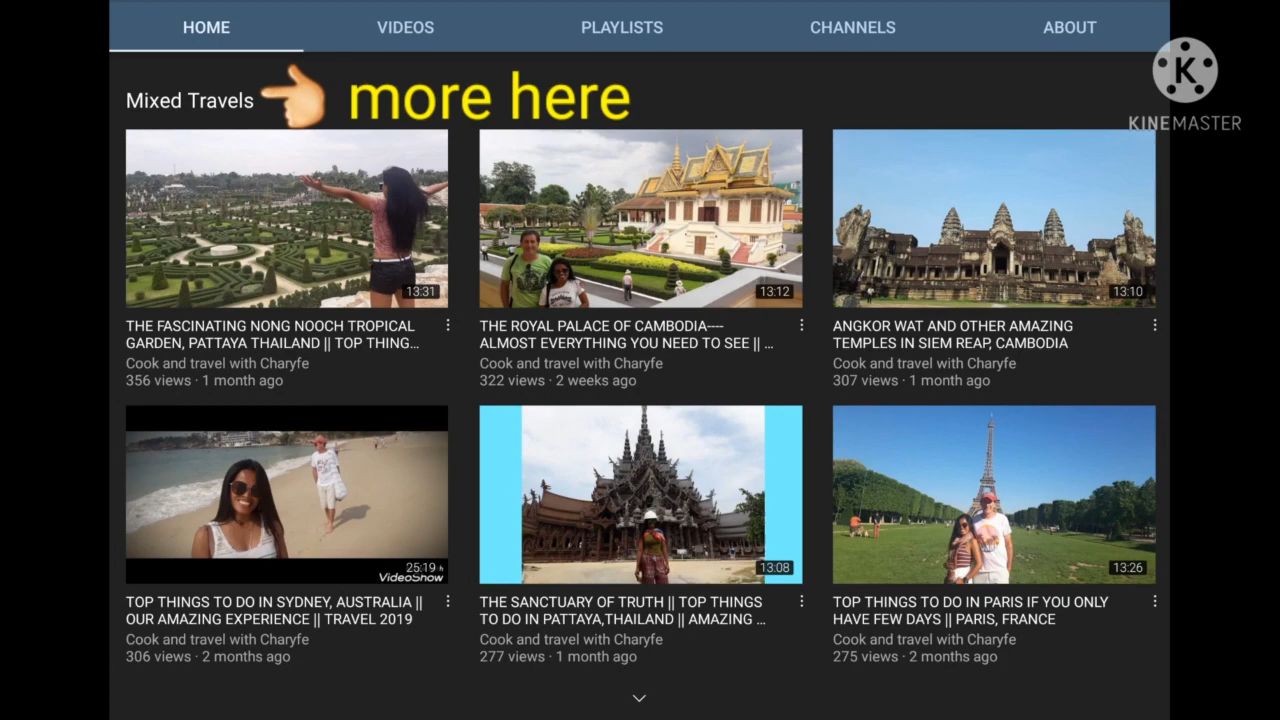 HOME VIDEOS PLAYLISTS CHANNELS ABOUT
K
KINEMASTER
Mixed Travels more here
13:31 13:12 13:10
THE FASCINATING NONG NOOCH TROPICAL
GARDEN, PATTAYA THAILAND || TOP THING...
Cook and travel with Charyfe
356 views · 1 month ago
THE ROYAL PALACE OF CAMBODIA----
ALMOST EVERYTHING YOU NEED TO SEE || ...
Cook and travel with Charyfe
322 views · 2 weeks ago
ANGKOR WAT AND OTHER AMAZING
TEMPLES IN SIEM REAP, CAMBODIA
Cook and travel with Charyfe
307 views · 1 month ago
25:19
VideoShow
13:08 13:26
TOP THINGS TO DO IN SYDNEY, AUSTRALIA ||
OUR AMAZING EXPERIENCE || TRAVEL 2019
Cook and travel with Charyfe
306 views · 2 months ago
THE SANCTUARY OF TRUTH || TOP THINGS
TO DO IN PATTAYA,THAILAND || AMAZING ...
Cook and travel with Charyfe
277 views · 1 month ago
TOP THINGS TO DO IN PARIS IF YOU ONLY
HAVE FEW DAYS || PARIS, FRANCE
Cook and travel with Charyfe
275 views · 2 months ago